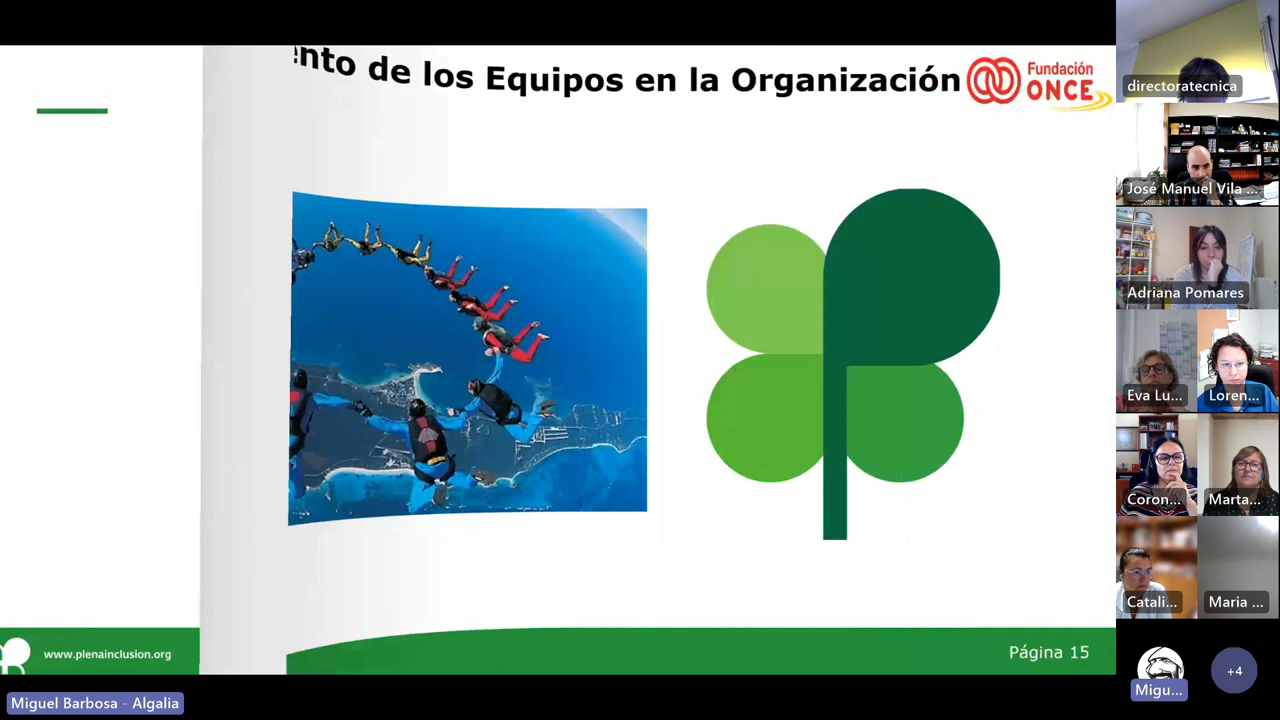 ento de los Equipos en la Organización
Fundación
ONCE
www.plenainclusion.org
Página 15
Miguel Barbosa - Algalia
directoratecnica
José Manuel Vila ...
Adriana Pomares
Eva Lu...
Loren...
Coron...
Marta...
Catali...
Maria ...
Migu...
+4